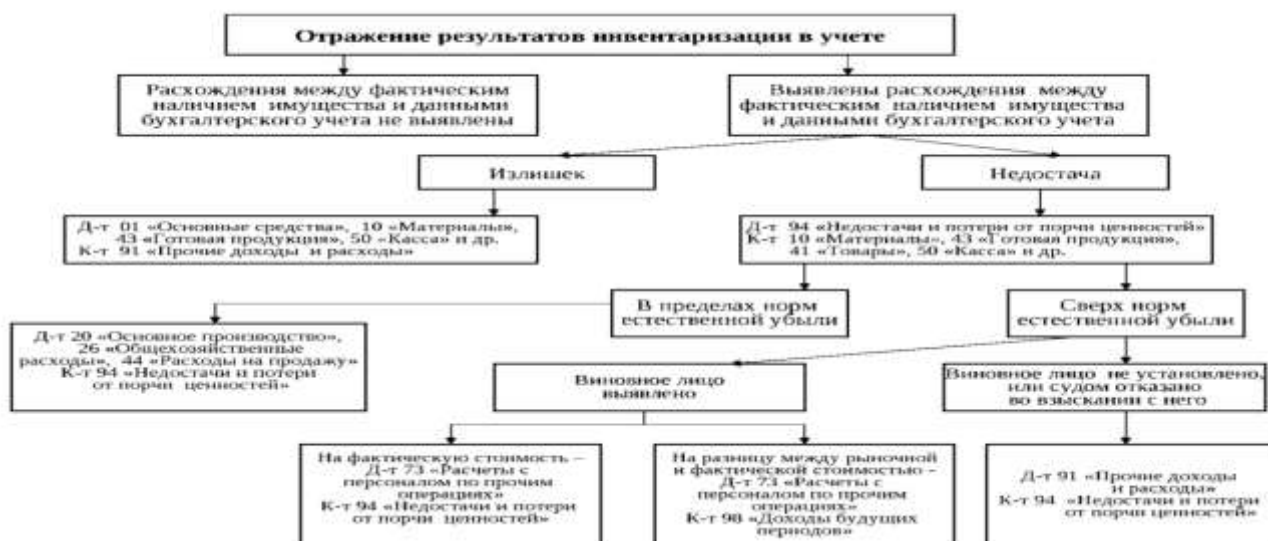 Отражение результатов инвентаризации в учете
Расхождения между фактическим
наличием имущества и данными
бухгалтерского учета не выявлены
Выявлены расхождения между
фактическим наличием имущества
и данными бухгалтерского учета
Излишек
Недостача
Д-т 01 «Основные средства», 10 «Материалы»,
43 «Готовая продукция», 50 «Касса» и др.
К-т 91 «Прочие доходы и расходы»
Д-т 94 «Недостачи и потери от порчи ценностей»
К-т 10 «Материалы», 43 «Готовая продукция»,
41 «Товары», 50 «Касса» и др.
В пределах норм
естественной убыли
Сверх норм
естественной убыли
Д-т 20 «Основное производство»,
26 «Общехозяйственные
расходы», 44 «Расходы на продажу»
К-т 94 «Недостачи и потери
от порчи ценностей»
Виновное лицо
выявлено
Виновное лицо не установлено,
или судом отказано
во взыскании с него
На фактическую стоимость –
Д-т 73 «Расчеты с
персоналом по прочим
операциях»
К-т 94 «Недостачи и потери
от порчи ценностей»
На разницу между рыночной
и фактической стоимостью -
Д-т 73 «Расчеты с
персоналом по прочим
операциях»
К-т 98 «Доходы будущих
периодов»
Д-т 91 «Прочие доходы
и расходы»
К-т 94 «Недостачи и потери
от порчи ценностей»